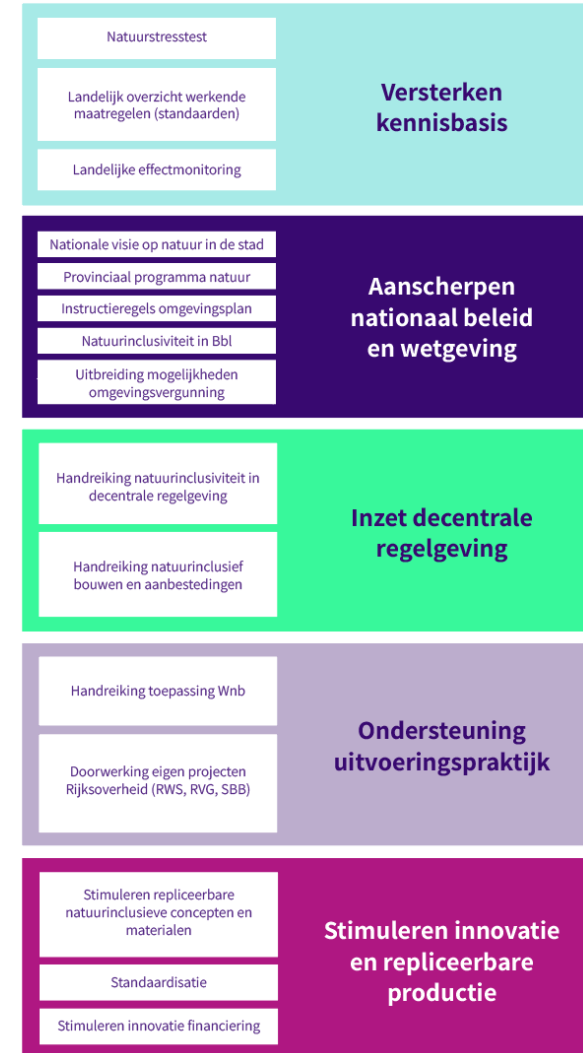 Natuurstresstest
Landelijk overzicht werkende
maatregelen (standaarden)
Landelijke effectmonitoring
Versterken
kennisbasis
Nationale visie op natuur in de stad
Provinciaal programma natuur
Instructieregels omgevingsplan
Natuurinclusiviteit in Bbl
Uitbreiding mogelijkheden
omgevingsvergunning
Aanscherpen
nationaal beleid
en wetgeving
Handreiking natuurinclusiviteit in
decentrale regelgeving
Handreiking natuurinclusief
bouwen en aanbestedingen
Inzet decentrale
regelgeving
Handreiking toepassing Wnb
Doorwerking eigen projecten
Rijksoverheid (RWS, RVG, SBB)
Ondersteuning
uitvoeringspraktijk
Stimuleren repliceerbare
natuurinclusieve concepten en
materialen
Standaardisatie
Stimuleren innovatie financiering
Stimuleren innovatie
en repliceerbare
productie